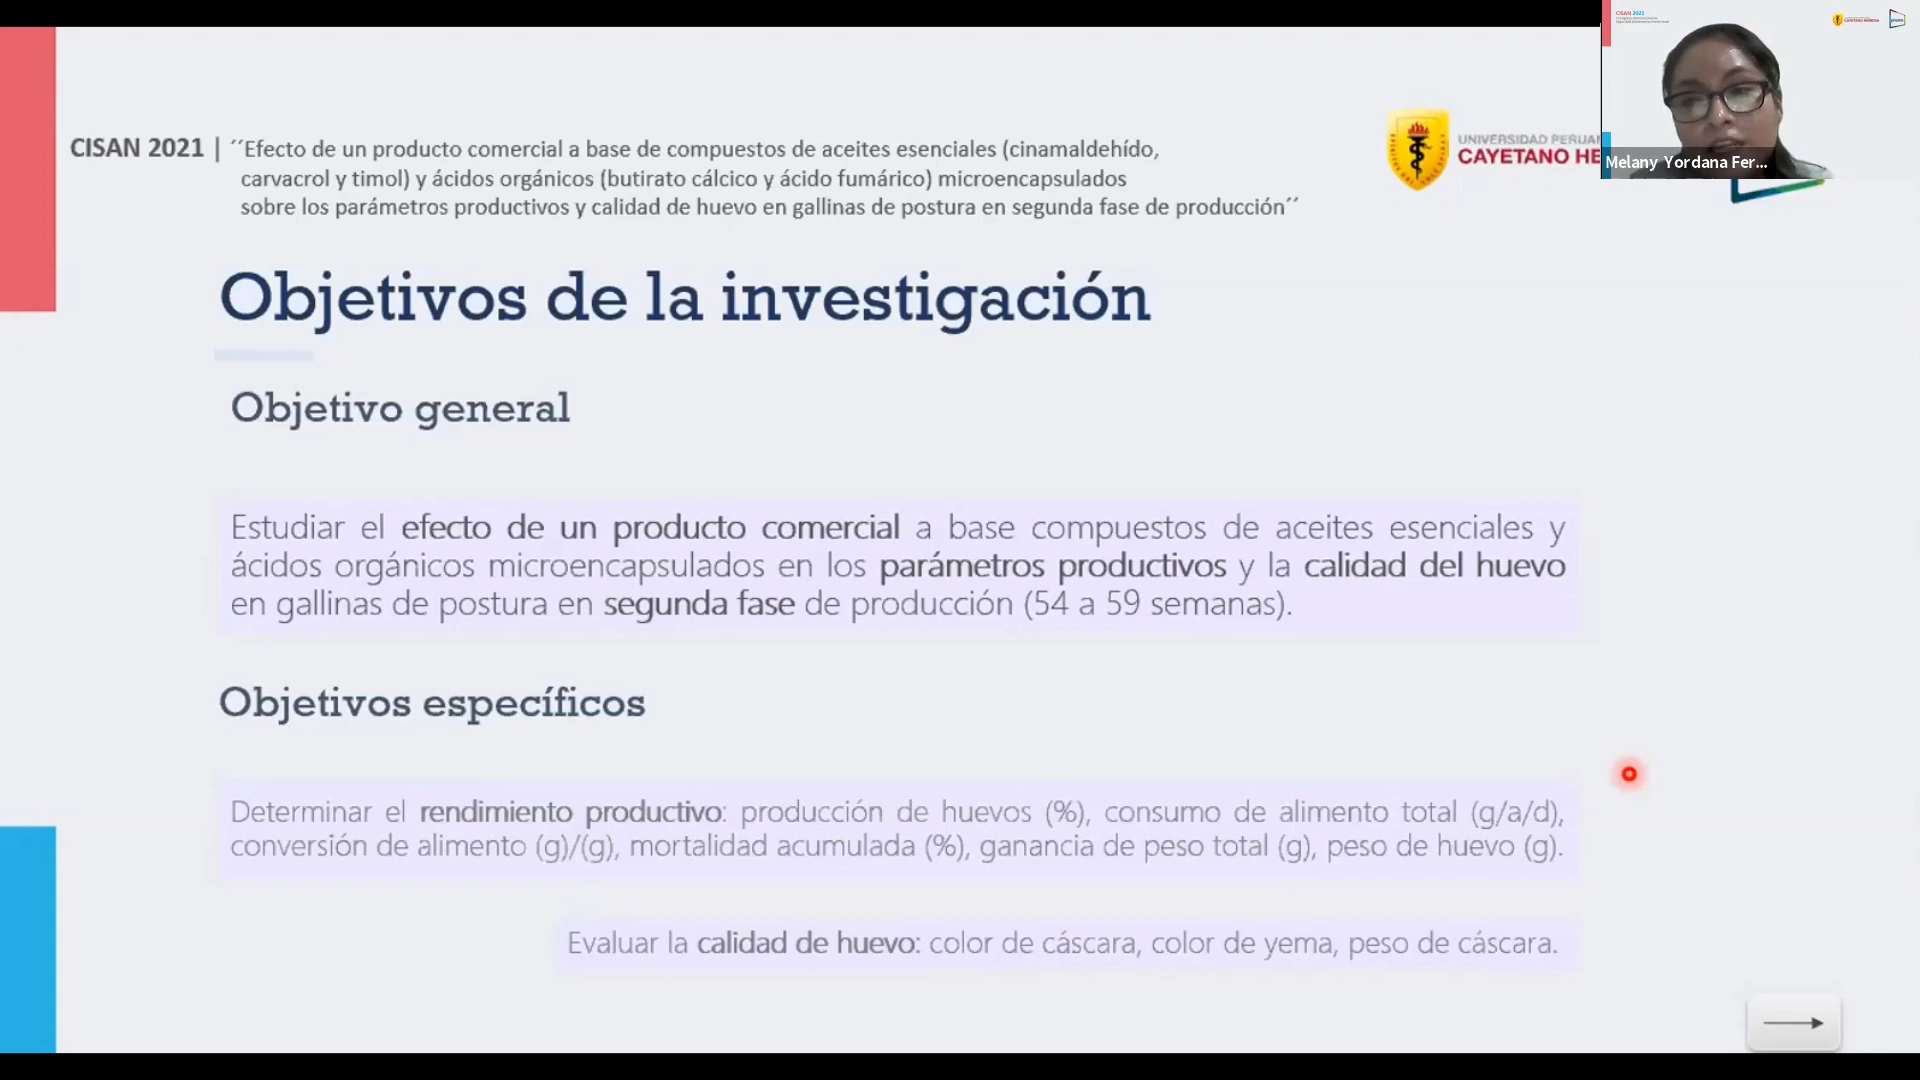 CISAN 2021 | ´´Efecto de un producto comercial a base de compuestos de aceites esenciales (cinamaldehído,
carvacrol y timol) y ácidos orgánicos (butirato cálcico y ácido fumárico) microencapsulados
sobre los parámetros productivos y calidad de huevo en gallinas de postura en segunda fase de producción´´
UNIVERSIDAD PERUAN
CAYETANO HE
CISAN 2021
CAYETANO HEREDIA
Melany Yordana Fer...
Objetivos de la investigación
Objetivo general
Estudiar el efecto de un producto comercial a base compuestos de aceites esenciales y
ácidos orgánicos microencapsulados en los parámetros productivos y la calidad del huevo
en gallinas de postura en segunda fase de producción (54 a 59 semanas).
Objetivos específicos
Determinar el rendimiento productivo: producción de huevos (%), consumo de alimento total (g/a/d),
conversión de alimento (g)/(g), mortalidad acumulada (%), ganancia de peso total (g), peso de huevo (g).
Evaluar la calidad de huevo: color de cáscara, color de yema, peso de cáscara.